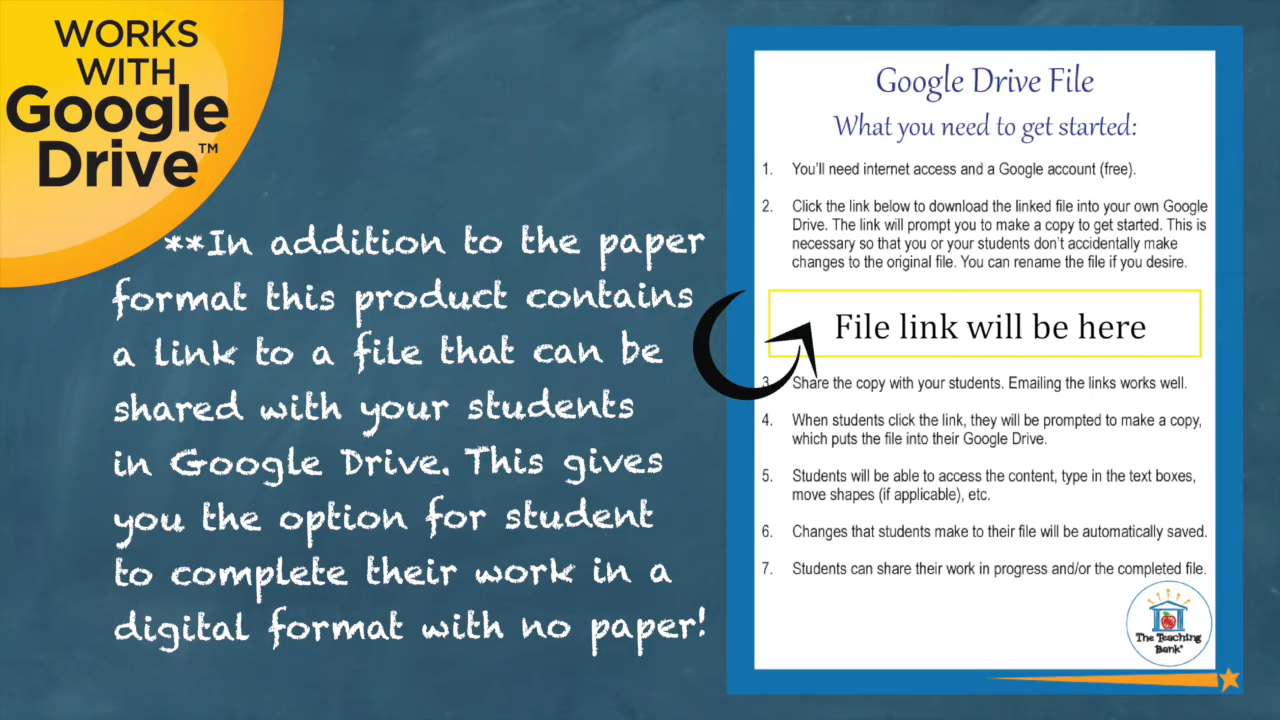 WORKS
WITH
Google
Drive™
**In addition to the paper
format this product contains
a link to a file that can be
shared with your students
in Google Drive. This gives
you the option for student
to complete their work in a
digital format with no paper!
Google Drive File
What you need to get started:
1. You'll need internet access and a Google account (free).
2. Click the link below to download the linked file into your own Google
Drive. The link will prompt you to make a copy to get started. This is
necessary so that you or your students don't accidentally make
changes to the original file. You can rename the file if you desire.
File link will be here
3. Share the copy with your students. Emailing the links works well.
4. When students click the link, they will be prompted to make a copy,
which puts the file into their Google Drive.
5. Students will be able to access the content, type in the text boxes,
move shapes (if applicable), etc.
6. Changes that students make to their file will be automatically saved.
7. Students can share their work in progress and/or the completed file.
The Teaching
Bank®